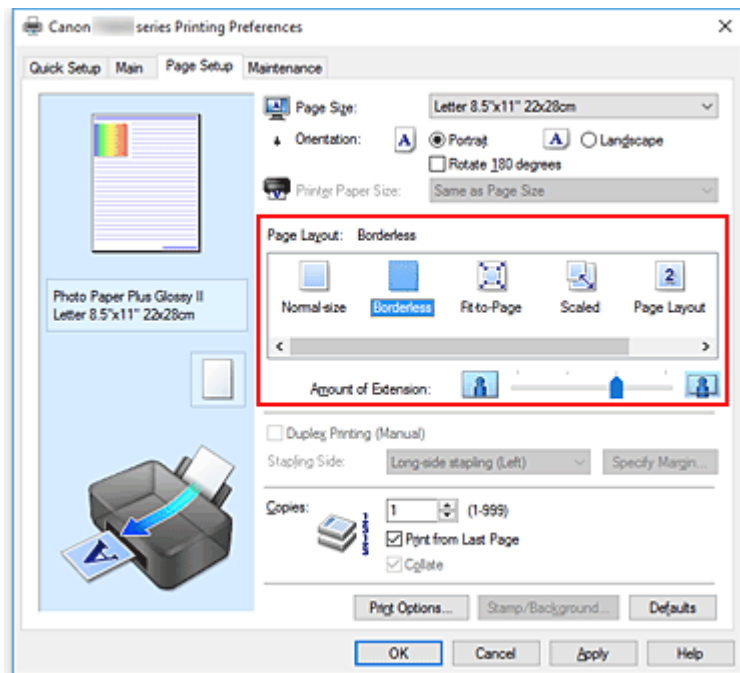 Canon series Printing Preferences
Quick Setup Main Page Setup Maintenance
Page Size: Letter 8.5"x11" 22x28cm
Orientation: A Portrait A Landscape
Rotate 180 degrees
Printer Paper Size: Same as Page Size
Page Layout: Borderless
Normal-size Borderless Fit-to-Page Scaled Page Layout
Photo Paper Plus Glossy II
Letter 8.5"x11" 22x28cm
Amount of Extension:
Duplex Printing (Manual)
Stapling Side: Long-side stapling (Left) Specify Margin...
Copies: 1 (1-999)
Print from Last Page
Collate
Print Options... Stamp/Background... Defaults
OK Cancel Apply Help